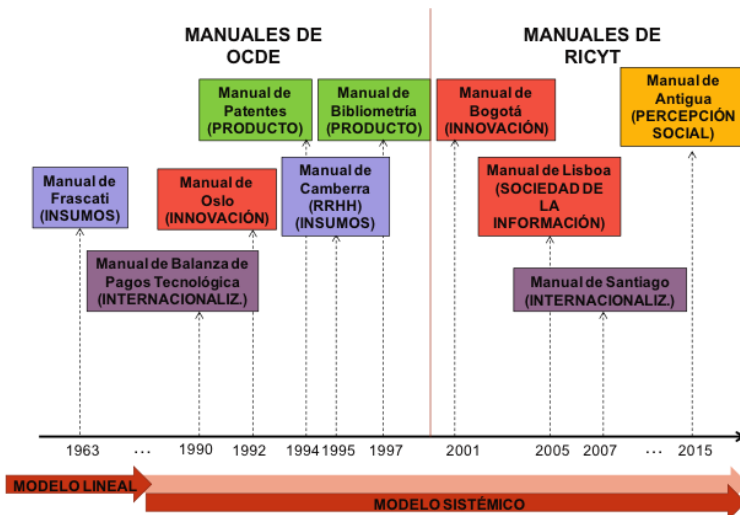 MANUALES DE
OCDE
MANUALES DE
RICYT
Manual de
Patentes
(PRODUCTO)
Manual de
Bibliometría
(PRODUCTO)
Manual de
Bogotá
(INNOVACIÓN)
Manual de
Antigua
(PERCEPCIÓN
SOCIAL)
Manual de
Frascati
(INSUMOS)
Manual de
Oslo
(INNOVACIÓN)
Manual de
Camberra
(RRHH)
(INSUMOS)
Manual de Lisboa
(SOCIEDAD DE
LA
INFORMACIÓN)
Manual de Balanza de
Pagos Tecnológica
(INTERNACIONALIZ.)
Manual de Santiago
(INTERNACIONALIZ.)
1963 ... 1990 1992 1994 1995 1997 2001 2005 2007 ... 2015
MODELO LINEAL
MODELO SISTÉMICO